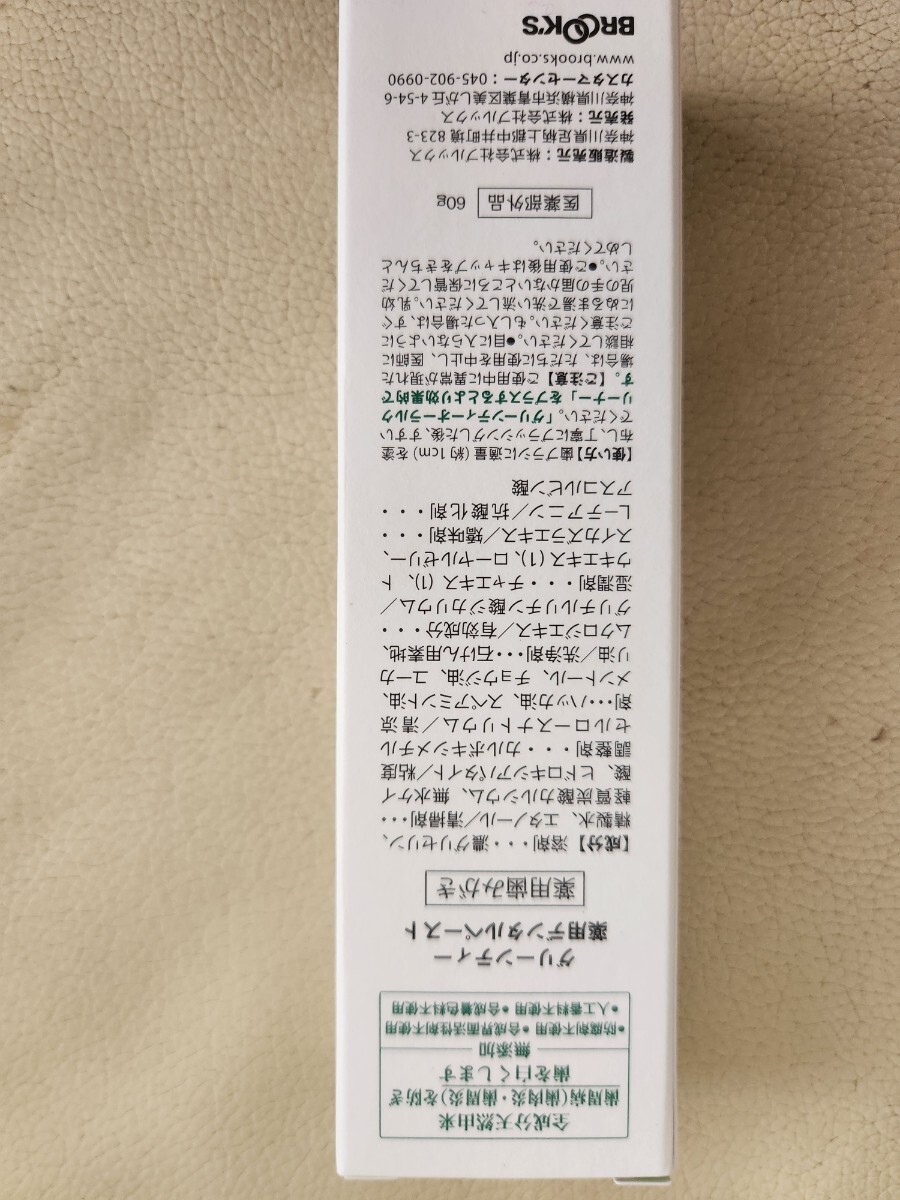 全成分天然由来
歯周病(歯肉炎・歯周炎)を防ぎ
歯を白くします
無添加
●防腐剤不使用 ●合成界面活性剤不使用
●人工香料不使用 ●合成着色料不使用
グリーンティー
薬用デンタルペースト
薬用歯みがき
【成分】溶剤・・・濃グリセリン、
精製水、エタノール／清掃剤・・・
軽質炭酸カルシウム、無水ケイ
酸、ヒドロキシアパタイト／粘度
調整剤・・・カルボキシメチル
セルロースナトリウム／清涼
剤・・・ハッカ油、スペアミント油、
メントール、チョウジ油、ユーカ
リ油／洗浄剤・・・石けん用素地、
ムクロジエキス／有効成分・・・
グリチルリチン酸ジカリウム／
湿潤剤・・・チャエキス(1)、ト
ウキエキス(1)、ローヤルゼリー、
スイカズラエキス／矯味剤・・・
L－テアニン／抗酸化剤・・・
アスコルビン酸
【使い方】歯ブラシに適量(約1cm)を塗
布し、丁寧にブラッシングした後、すすい
でください。「グリーンティーオーラルク
リーナー」をプラスするとより効果的で
す。【ご注意】ご使用中に異常が現れた
場合は、ただちに使用を中止し、医師に
相談してください。●目に入らないように
ご注意ください。もし入った場合は、すぐ
にぬるま湯で洗い流してください。乳幼
児の手の届かないところに保管してくだ
さい。●ご使用後はキャップをきちんと
しめてください。
医薬部外品 60g
製造販売元：株式会社ブルックス
神奈川県足柄上郡中井町境 823-3
発売元：株式会社ブルックス
神奈川県横浜市青葉区美しが丘 4-54-6
カスタマーセンター：045-902-0990
www.brooks.co.jp
BROOK'S